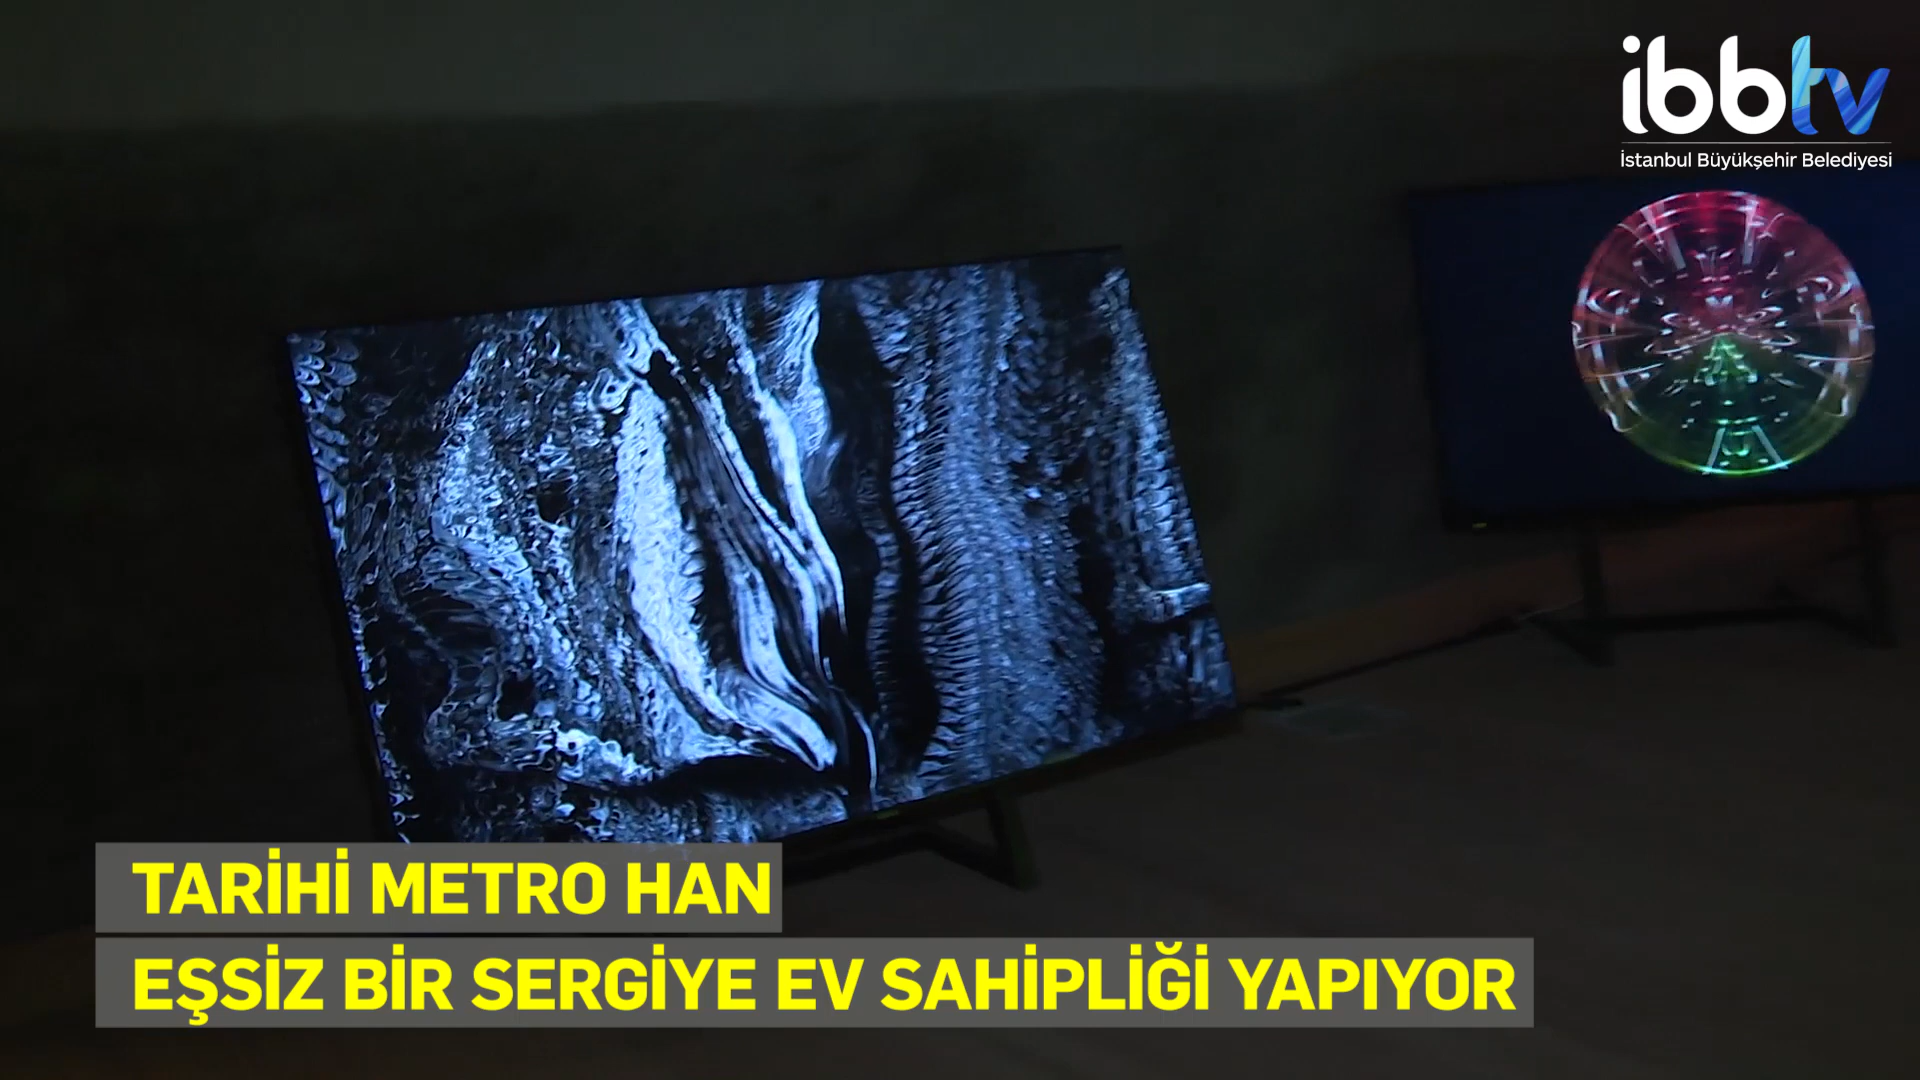 ibbtv
İstanbul Büyükşehir Belediyesi
TARİHİ METRO HAN
EŞSİZ BİR SERGİYE EV SAHİPLİĞİ YAPIYOR